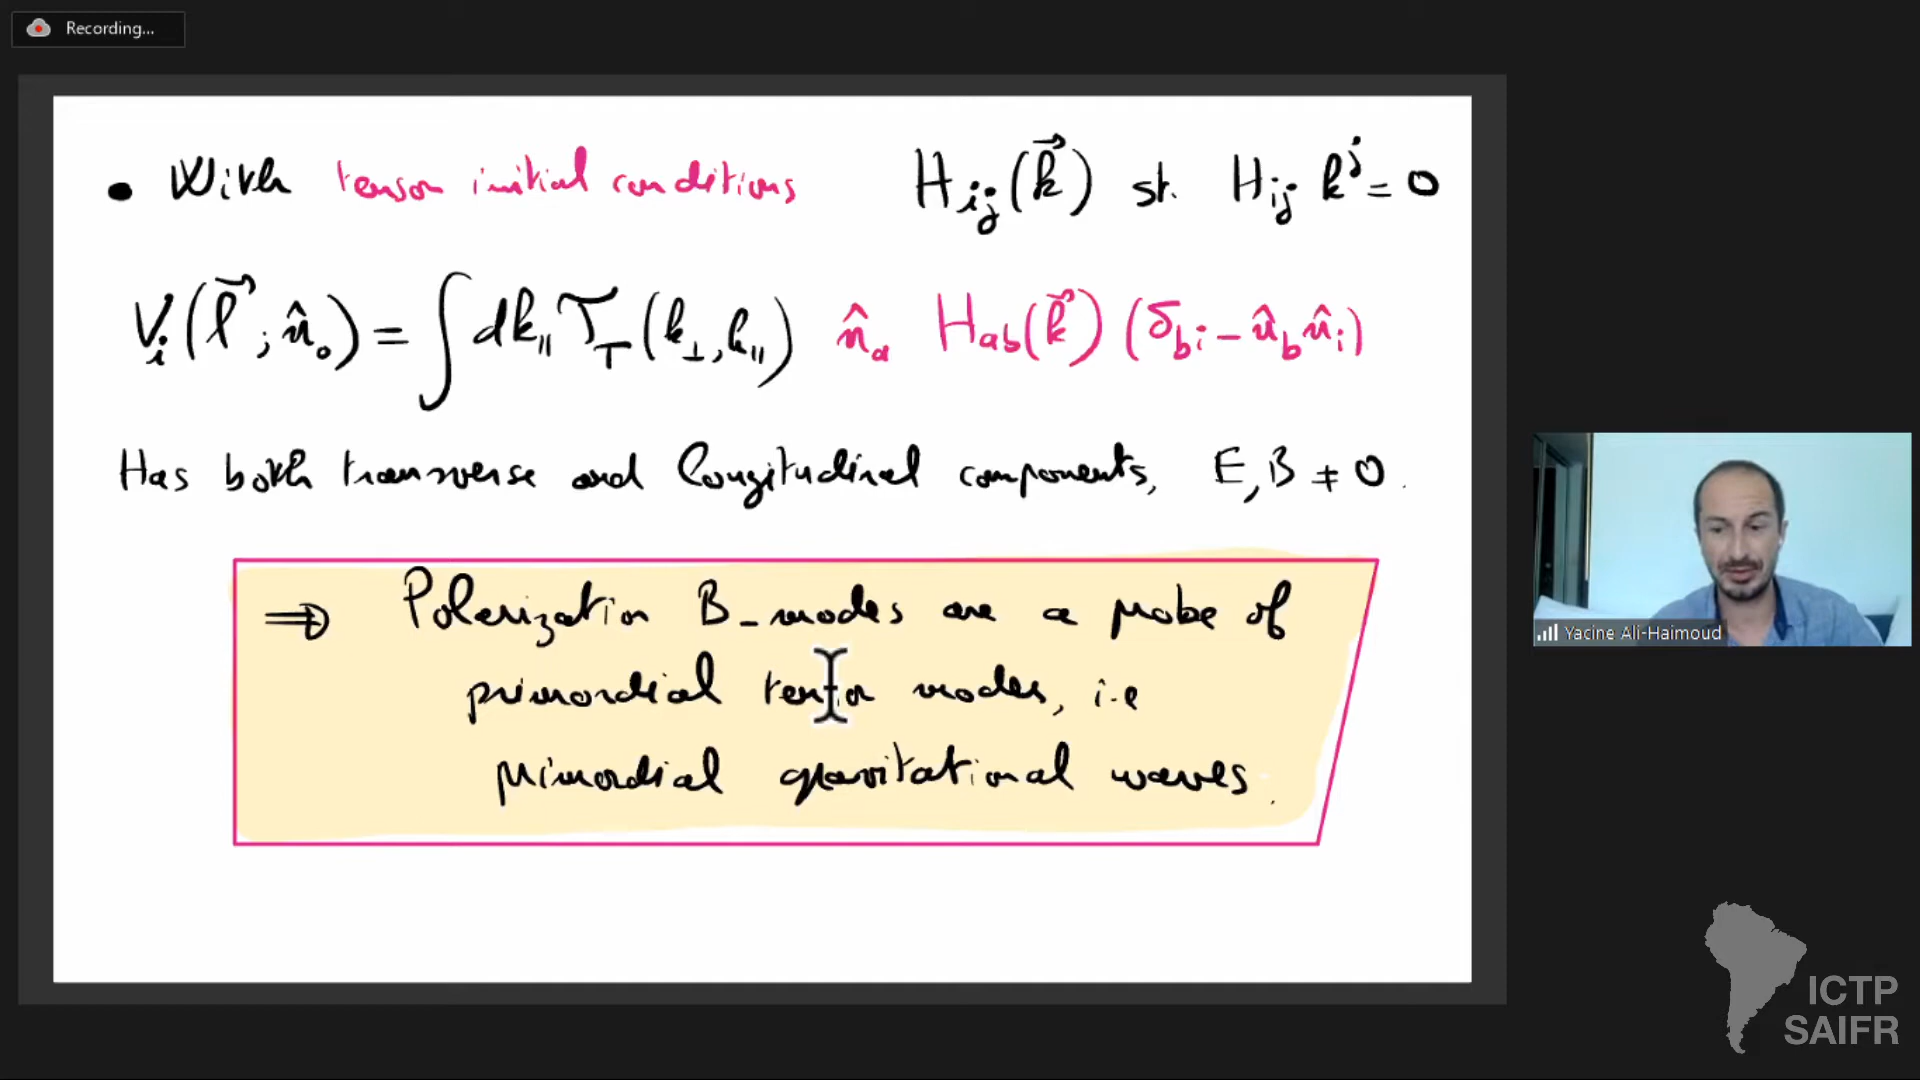 Recording...
• With tensor initial conditions H_ij(k⃗) st. H_ij k^j = 0
V_i(l⃗; n̂_0) = ∫ dk_∥ T_T(k_⊥, k_∥) n̂_a H_ab(k⃗) (δ_bi - n̂_b n̂_i)
Has both transverse and longitudinal components, E, B ≠ 0.
⇒ Polarization B-modes are a probe of
primordial tensor modes, i.e
primordial gravitational waves.
Yacine Ali-Haimoud
ICTP
SAIFR